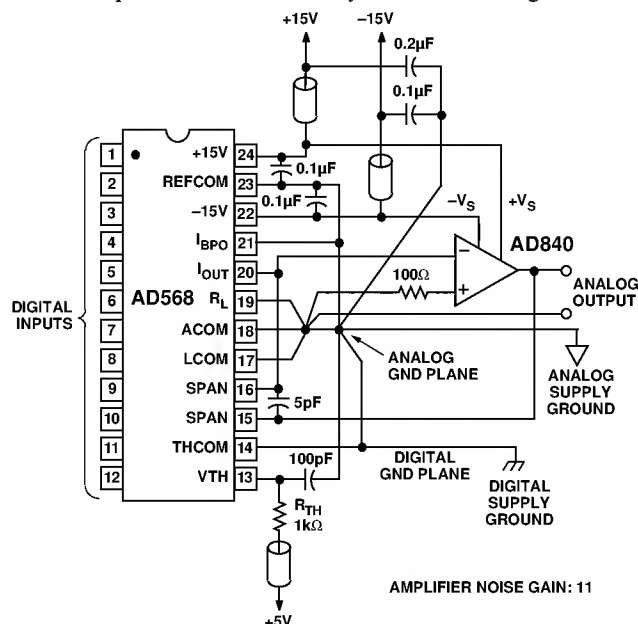 +15V
−15V
0.2µF
0.1µF
1
2
3
4
5
6
7
8
9
10
11
12
DIGITAL
INPUTS
AD568
+15V
24
REFCOM
23
−15V
22
IBPO
21
IOUT
20
RL
19
ACOM
18
LCOM
17
SPAN
16
SPAN
15
THCOM
14
VTH
13
0.1µF
0.1µF
−VS
+VS
AD840
100Ω
−
+
ANALOG
OUTPUT
ANALOG
GND PLANE
ANALOG
SUPPLY
GROUND
5pF
100pF
DIGITAL
GND PLANE
DIGITAL
SUPPLY
GROUND
RTH
1kΩ
+5V
AMPLIFIER NOISE GAIN: 11